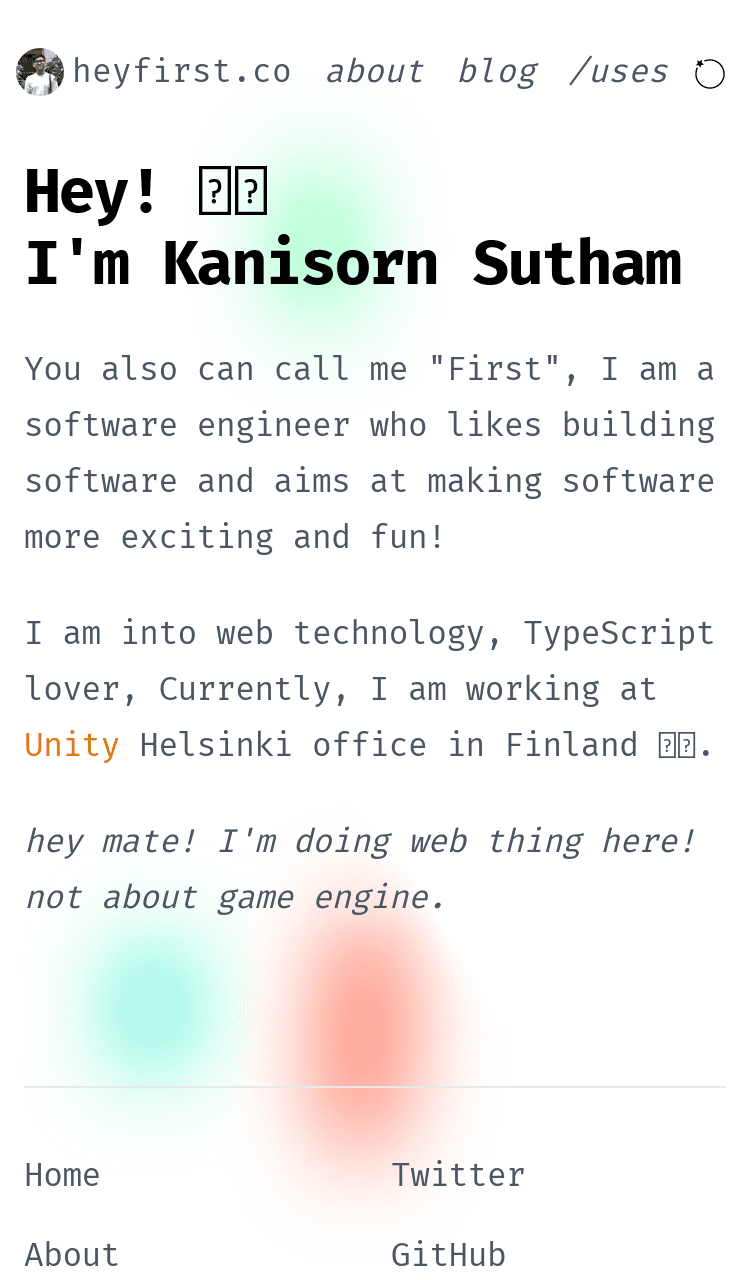 heyfirst.co about blog /uses
Hey!
I'm Kanisorn Sutham
You also can call me "First", I am a
software engineer who likes building
software and aims at making software
more exciting and fun!
I am into web technology, TypeScript
lover, Currently, I am working at
Unity Helsinki office in Finland .
hey mate! I'm doing web thing here!
not about game engine.
Home Twitter
About GitHub